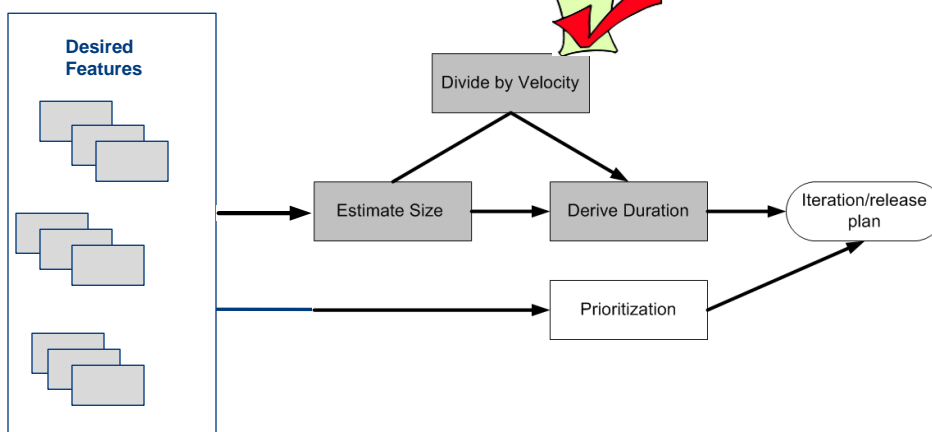 Desired
Features
Divide by Velocity
Estimate Size
Derive Duration
Iteration/release
plan
Prioritization